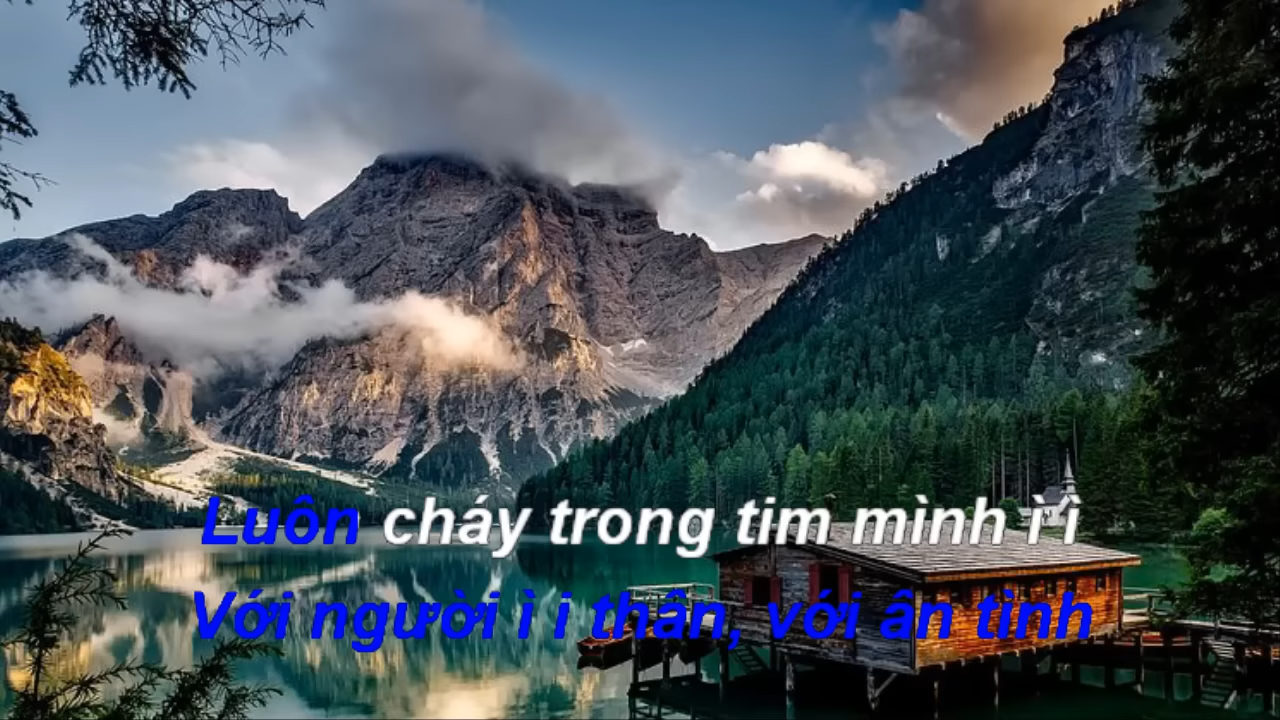 Luôn cháy trong tim mình ì ì
Với người ì i thân, với ân tình